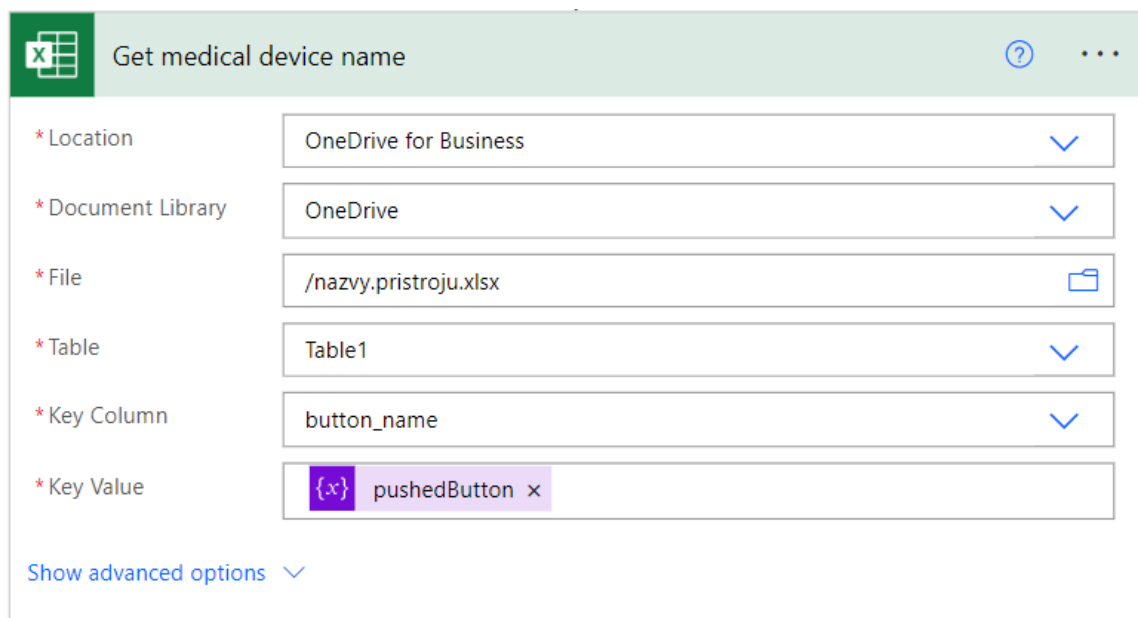 Get medical device name
* Location OneDrive for Business
* Document Library OneDrive
* File /nazvy.pristroju.xlsx
* Table Table1
* Key Column button_name
* Key Value {x} pushedButton ×
Show advanced options